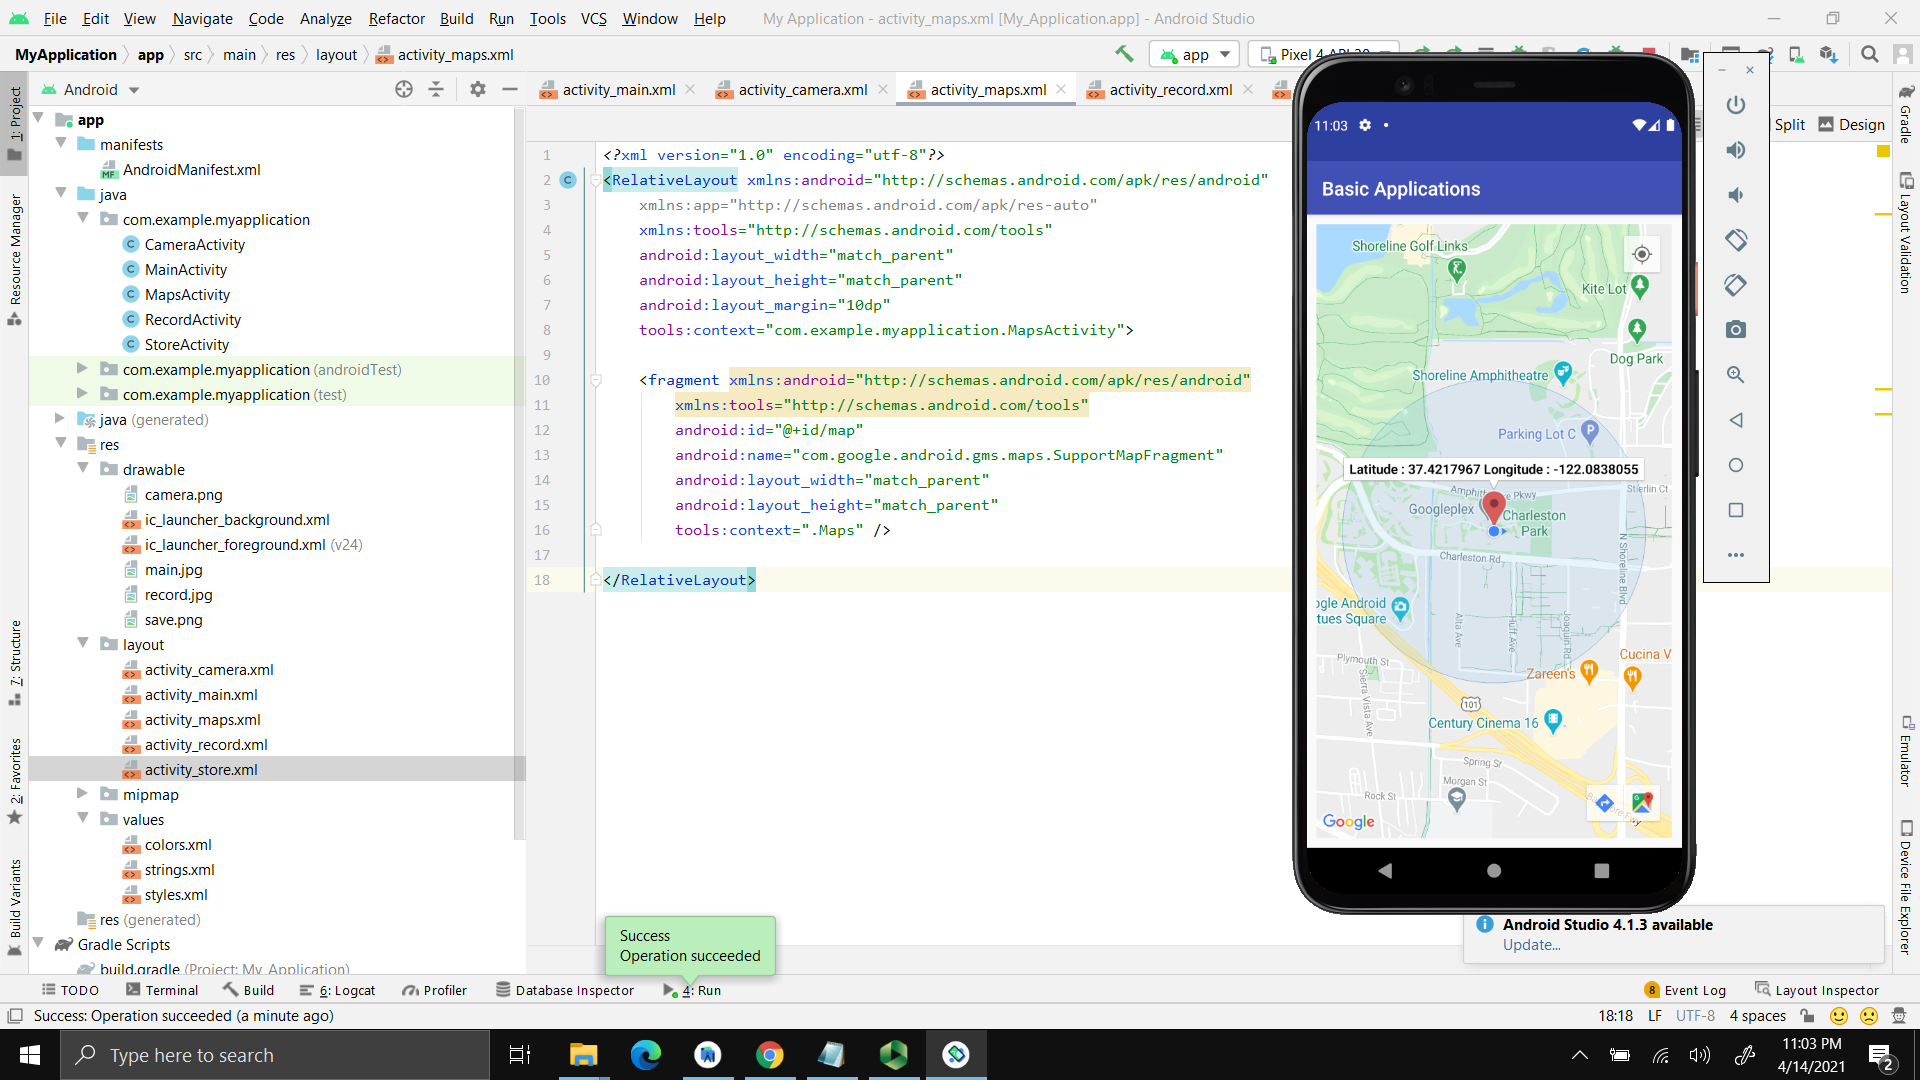 File Edit View Navigate Code Analyze Refactor Build Run Tools VCS Window Help My Application - activity_maps.xml [My_Application.app] - Android Studio
MyApplication app src main res layout activity_maps.xml app
1: Project
Resource Manager
7: Structure
2: Favorites
Build Variants
Android
app
manifests
AndroidManifest.xml
java
com.example.myapplication
CameraActivity
MainActivity
MapsActivity
RecordActivity
StoreActivity
com.example.myapplication (androidTest)
com.example.myapplication (test)
java (generated)
res
drawable
camera.png
ic_launcher_background.xml
ic_launcher_foreground.xml (v24)
main.jpg
record.jpg
save.png
layout
activity_camera.xml
activity_main.xml
activity_maps.xml
activity_record.xml
activity_store.xml
mipmap
values
colors.xml
strings.xml
styles.xml
res (generated)
Gradle Scripts
build.gradle (Project: My_Application)
activity_main.xml activity_camera.xml activity_maps.xml activity_record.xml
Split Design
1 <?xml version="1.0" encoding="utf-8"?>
2 <RelativeLayout xmlns:android="http://schemas.android.com/apk/res/android"
3 xmlns:app="http://schemas.android.com/apk/res-auto"
4 xmlns:tools="http://schemas.android.com/tools"
5 android:layout_width="match_parent"
6 android:layout_height="match_parent"
7 android:layout_margin="10dp"
8 tools:context="com.example.myapplication.MapsActivity">
9
10 <fragment xmlns:android="http://schemas.android.com/apk/res/android"
11 xmlns:tools="http://schemas.android.com/tools"
12 android:id="@+id/map"
13 android:name="com.google.android.gms.maps.SupportMapFragment"
14 android:layout_width="match_parent"
15 android:layout_height="match_parent"
16 tools:context=".Maps" />
17
18 </RelativeLayout>
11:03
Basic Applications
Shoreline Golf Links
Kite Lot
Dog Park
Shoreline Amphitheatre
Parking Lot C P
Latitude : 37.4217967 Longitude : -122.0838055
Stierlin Ct
Googleplex
Charleston
Park
Charleston Rd
N Shoreline Blvd
gle Android
tues Square
Alta Ave
Huff Ave
Joaquin Rd
Plymouth St
Sierra Vista Ave
Cucina V
Zareen's
101
Century Cinema 16
Spring St
Morgan St
Rock St
Google
Gradle
Layout Validation
Emulator
Device File Explorer
Success
Operation succeeded
Android Studio 4.1.3 available
Update...
TODO Terminal Build 6: Logcat Profiler Database Inspector 4: Run 8 Event Log Layout Inspector
Success: Operation succeeded (a minute ago) 18:18 LF UTF-8 4 spaces
Type here to search
11:03 PM
4/14/2021
2